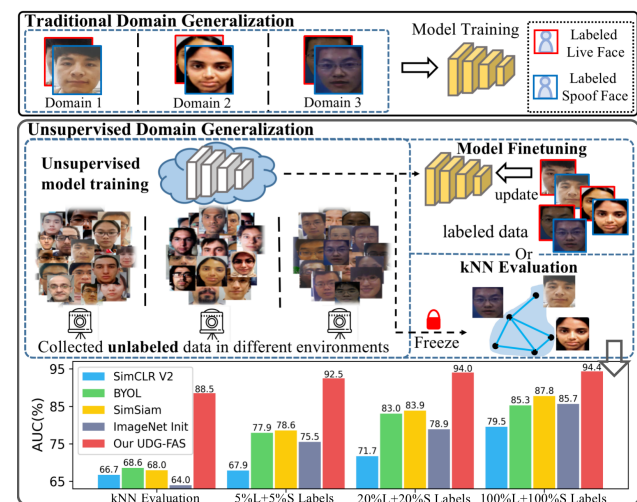 Traditional Domain Generalization
Model Training
Domain 1
Domain 2
Domain 3
Labeled
Live Face
Labeled
Spoof Face
Unsupervised Domain Generalization
Unsupervised
model training
Collected unlabeled data in different environments
Model Finetuning
update
labeled data
Or
kNN Evaluation
Freeze
AUC(%)
95
85
75
65
SimCLR V2
BYOL
SimSiam
ImageNet Init
Our UDG-FAS
66.7
68.6
68.0
64.0
88.5
67.9
77.9
78.6
75.5
92.5
71.7
83.0
83.9
78.9
94.0
79.5
85.3
87.8
85.7
94.4
kNN Evaluation
5%L+5%S Labels
20%L+20%S Labels
100%L+100%S Labels